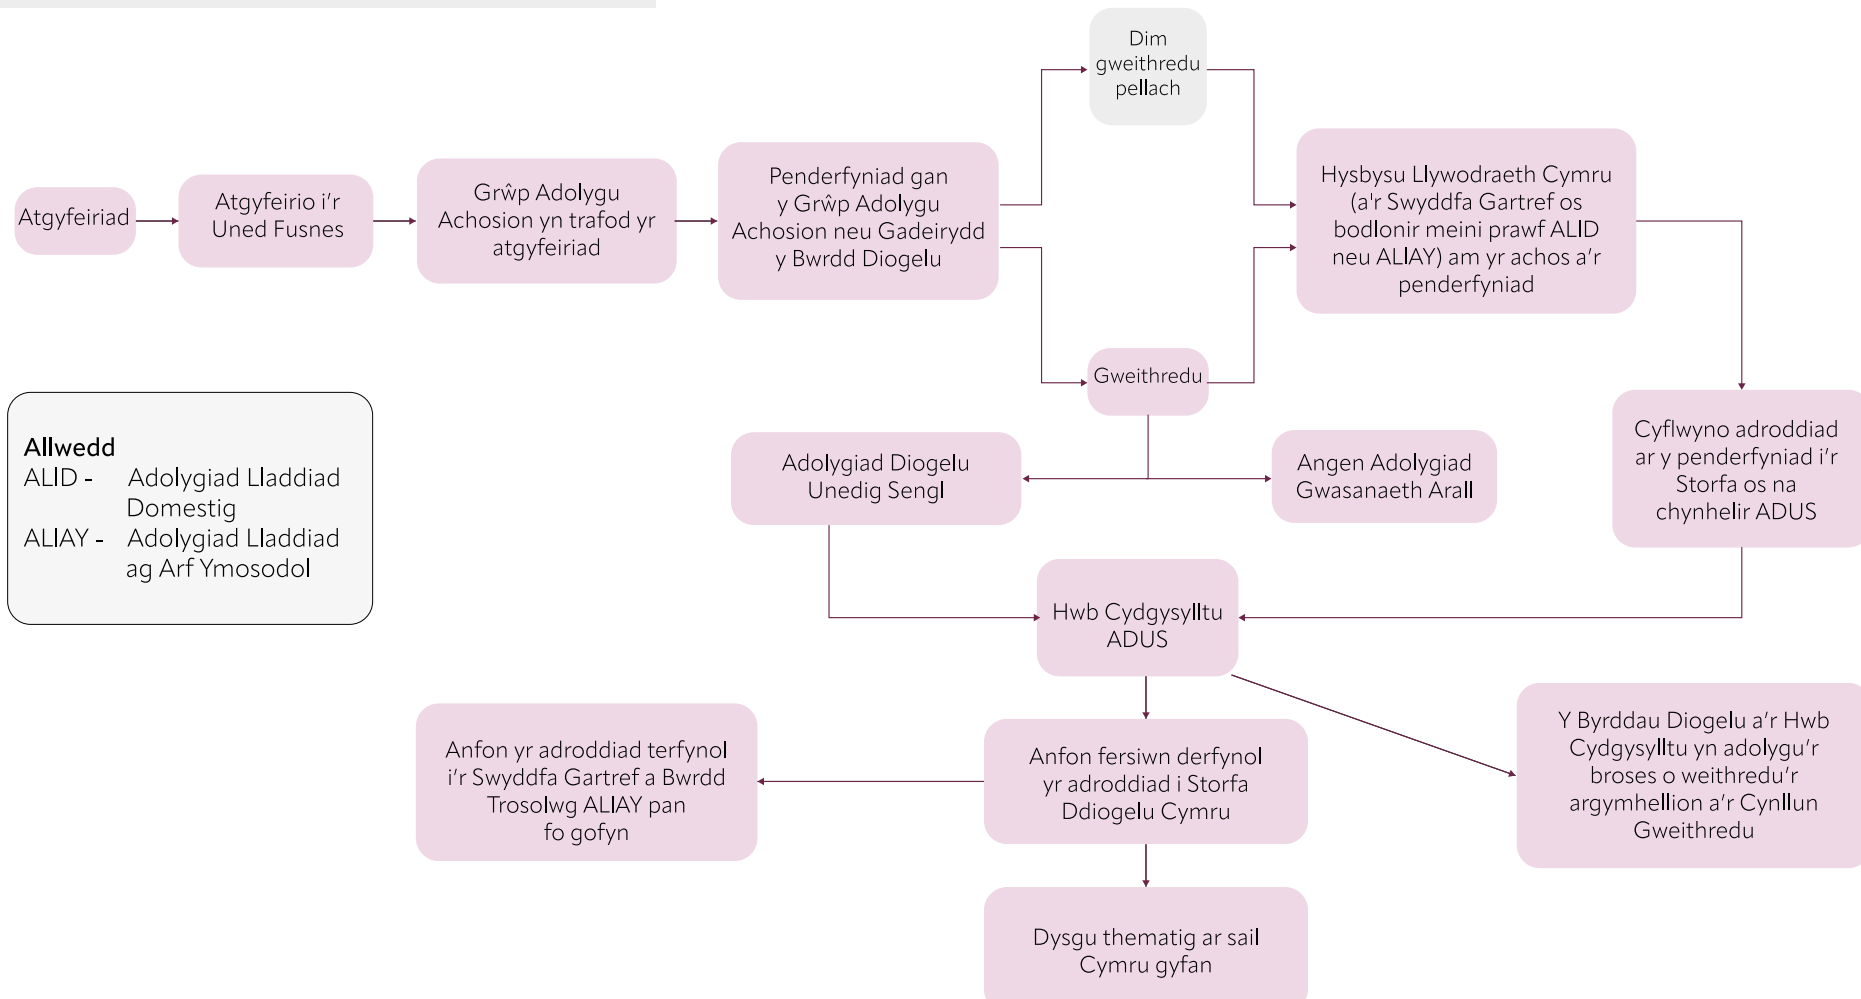 Dim
gweithredu
pellach
Atgyfeiriad
Atgyfeirio i'r
Uned Fusnes
Grŵp Adolygu
Achosion yn trafod yr
atgyfeiriad
Penderfyniad gan
y Grŵp Adolygu
Achosion neu Gadeirydd
y Bwrdd Diogelu
Hysbysu Llywodraeth Cymru
(a'r Swyddfa Gartref os
bodlonir meini prawf ALID
neu ALIAY) am yr achos a'r
penderfyniad
Gweithredu
Allwedd
ALID - Adolygiad Lladdiad
Domestig
ALIAY - Adolygiad Lladdiad
ag Arf Ymosodol
Adolygiad Diogelu
Unedig Sengl
Angen Adolygiad
Gwasanaeth Arall
Cyflwyno adroddiad
ar y penderfyniad i'r
Storfa os na
chynhelir ADUS
Hwb Cydgysylltu
ADUS
Anfon yr adroddiad terfynol
i'r Swyddfa Gartref a Bwrdd
Trosolwg ALIAY pan
fo gofyn
Anfon fersiwn derfynol
yr adroddiad i Storfa
Ddiogelu Cymru
Y Byrddau Diogelu a'r Hwb
Cydgysylltu yn adolygu'r
broses o weithredu'r
argymhellion a'r Cynllun
Gweithredu
Dysgu thematig ar sail
Cymru gyfan